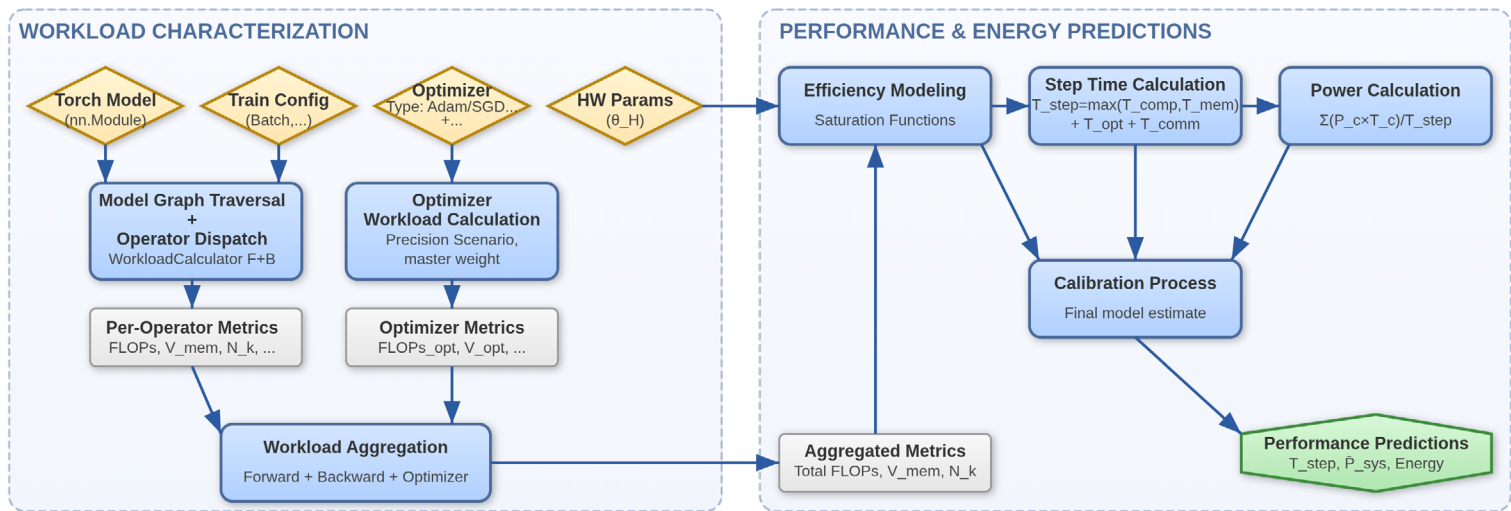 WORKLOAD CHARACTERIZATION
Torch Model
(nn.Module)
Train Config
(Batch,...)
Optimizer
Type: Adam/SGD...
+...
HW Params
(θ_H)
Model Graph Traversal
+
Operator Dispatch
WorkloadCalculator F+B
Optimizer
Workload Calculation
Precision Scenario,
master weight
Per-Operator Metrics
FLOPs, V_mem, N_k, ...
Optimizer Metrics
FLOPs_opt, V_opt, ...
Workload Aggregation
Forward + Backward + Optimizer
PERFORMANCE & ENERGY PREDICTIONS
Efficiency Modeling
Saturation Functions
Step Time Calculation
T_step=max(T_comp,T_mem)
+ T_opt + T_comm
Power Calculation
Σ(P_c×T_c)/T_step
Calibration Process
Final model estimate
Aggregated Metrics
Total FLOPs, V_mem, N_k
Performance Predictions
T_step, P̄_sys, Energy